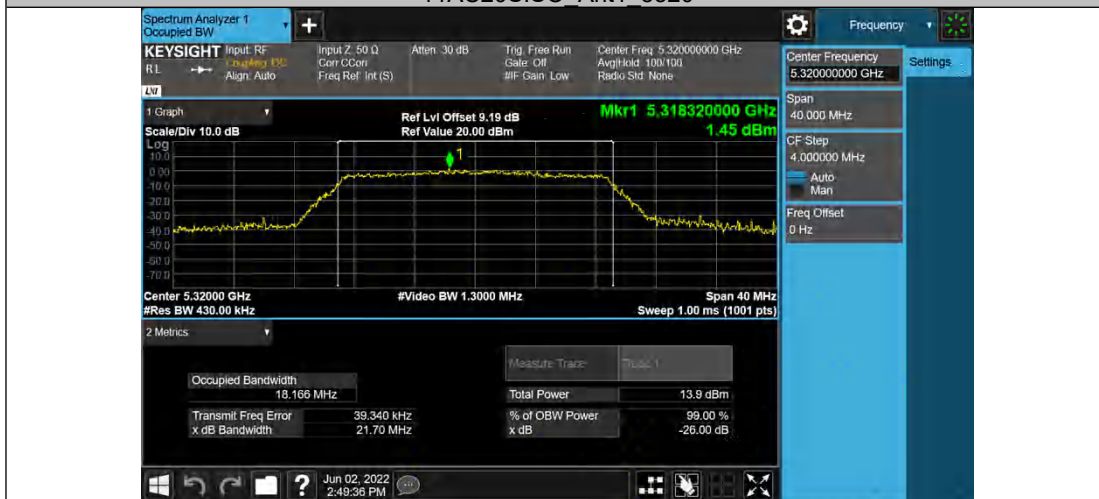 Spectrum Analyzer 1
Occupied BW
Frequency
KEYSIGHT
Input: RF
Coupling: DC
Align: Auto
Input Z: 50 Ω
Corr CCorr
Freq Ref: Int (S)
Atten: 30 dB
Trig: Free Run
Gate: Off
#IF Gain: Low
Center Freq: 5.320000000 GHz
Avg|Hold: 100/100
Radio Std: None
RL
LXI
Center Frequency
5.320000000 GHz
Settings
Span
40.000 MHz
CF Step
4.000000 MHz
Auto
Man
Freq Offset
0 Hz
1 Graph
Scale/Div 10.0 dB
Ref Lvl Offset 9.19 dB
Ref Value 20.00 dBm
Mkr1 5.318320000 GHz
1.45 dBm
Log
10.0
0.00
-10.0
-20.0
-30.0
-40.0
-50.0
-60.0
-70.0
1
Center 5.32000 GHz
#Res BW 430.00 kHz
#Video BW 1.3000 MHz
Span 40 MHz
Sweep 1.00 ms (1001 pts)
2 Metrics
Measure Trace
Trace 1
Occupied Bandwidth
18.166 MHz
Total Power
13.9 dBm
Transmit Freq Error
39.340 kHz
% of OBW Power
99.00 %
x dB Bandwidth
21.70 MHz
x dB
-26.00 dB
?
Jun 02, 2022
2:49:36 PM